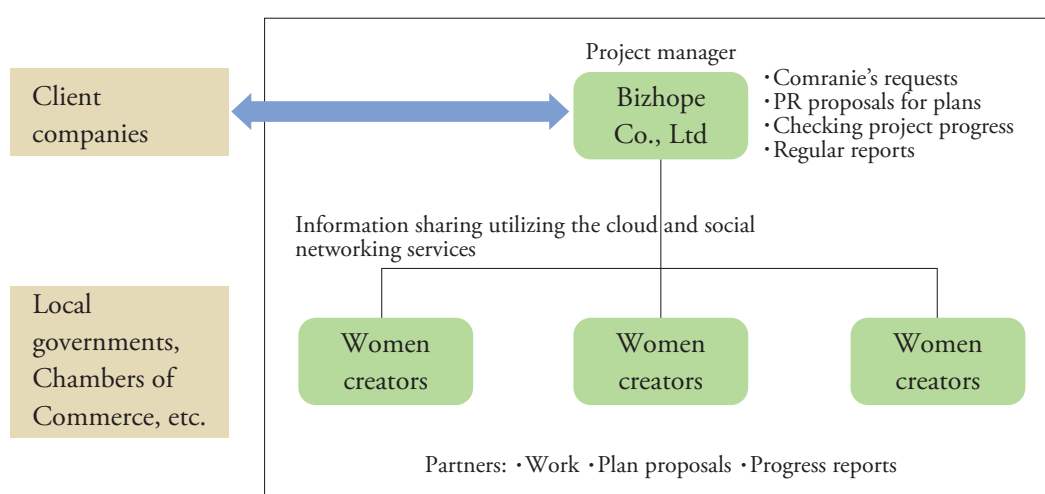 Project manager
Client
companies
Bizhope
Co., Ltd
・Comranie’s requests
・PR proposals for plans
・Checking project progress
・Regular reports
Information sharing utilizing the cloud and social
networking services
Local
governments,
Chambers of
Commerce, etc.
Women
creators
Women
creators
Women
creators
Partners: ・Work ・Plan proposals ・Progress reports